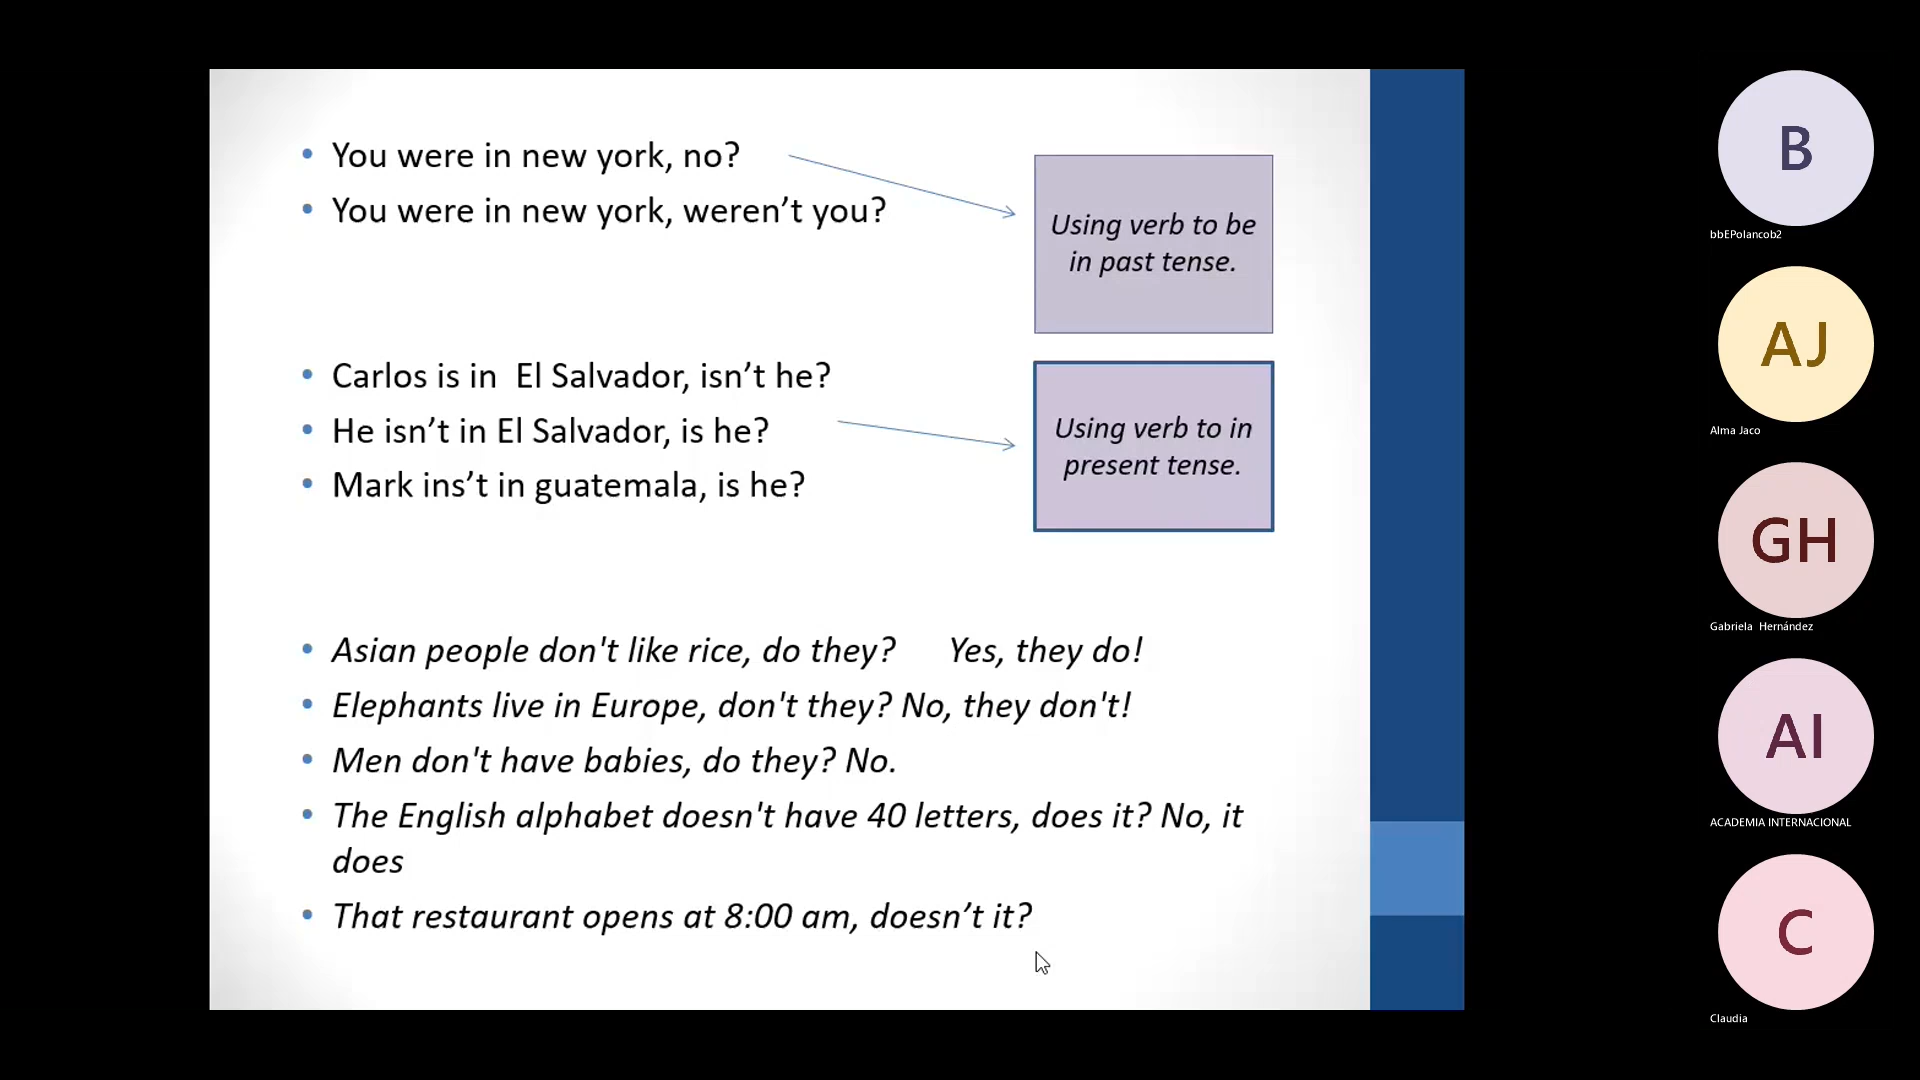 You were in new york, no?
You were in new york, weren’t you?
Using verb to be
in past tense.
Carlos is in  El Salvador, isn’t he?
He isn’t in El Salvador, is he?
Mark ins’t in guatemala, is he?
Using verb to in
present tense.
Asian people don't like rice, do they?     Yes, they do!
Elephants live in Europe, don't they? No, they don't!
Men don't have babies, do they? No.
The English alphabet doesn't have 40 letters, does it? No, it
does
That restaurant opens at 8:00 am, doesn’t it?
B
bbEPolancob2
AJ
Alma Jaco
GH
Gabriela  Hernández
AI
ACADEMIA INTERNACIONAL
C
Claudia